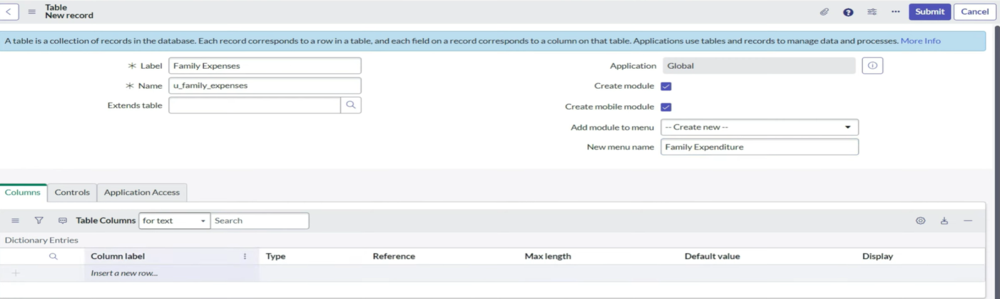 Table
New record
Submit
Cancel
A table is a collection of records in the database. Each record corresponds to a row in a table, and each field on a record corresponds to a column on that table. Applications use tables and records to manage data and processes. More Info
Label
Family Expenses
Application
Global
Name
u_family_expenses
Create module
Extends table
Create mobile module
Add module to menu
-- Create new --
New menu name
Family Expenditure
Columns
Controls
Application Access
Table Columns
for text
Search
Dictionary Entries
Column label
Type
Reference
Max length
Default value
Display
Insert a new row...